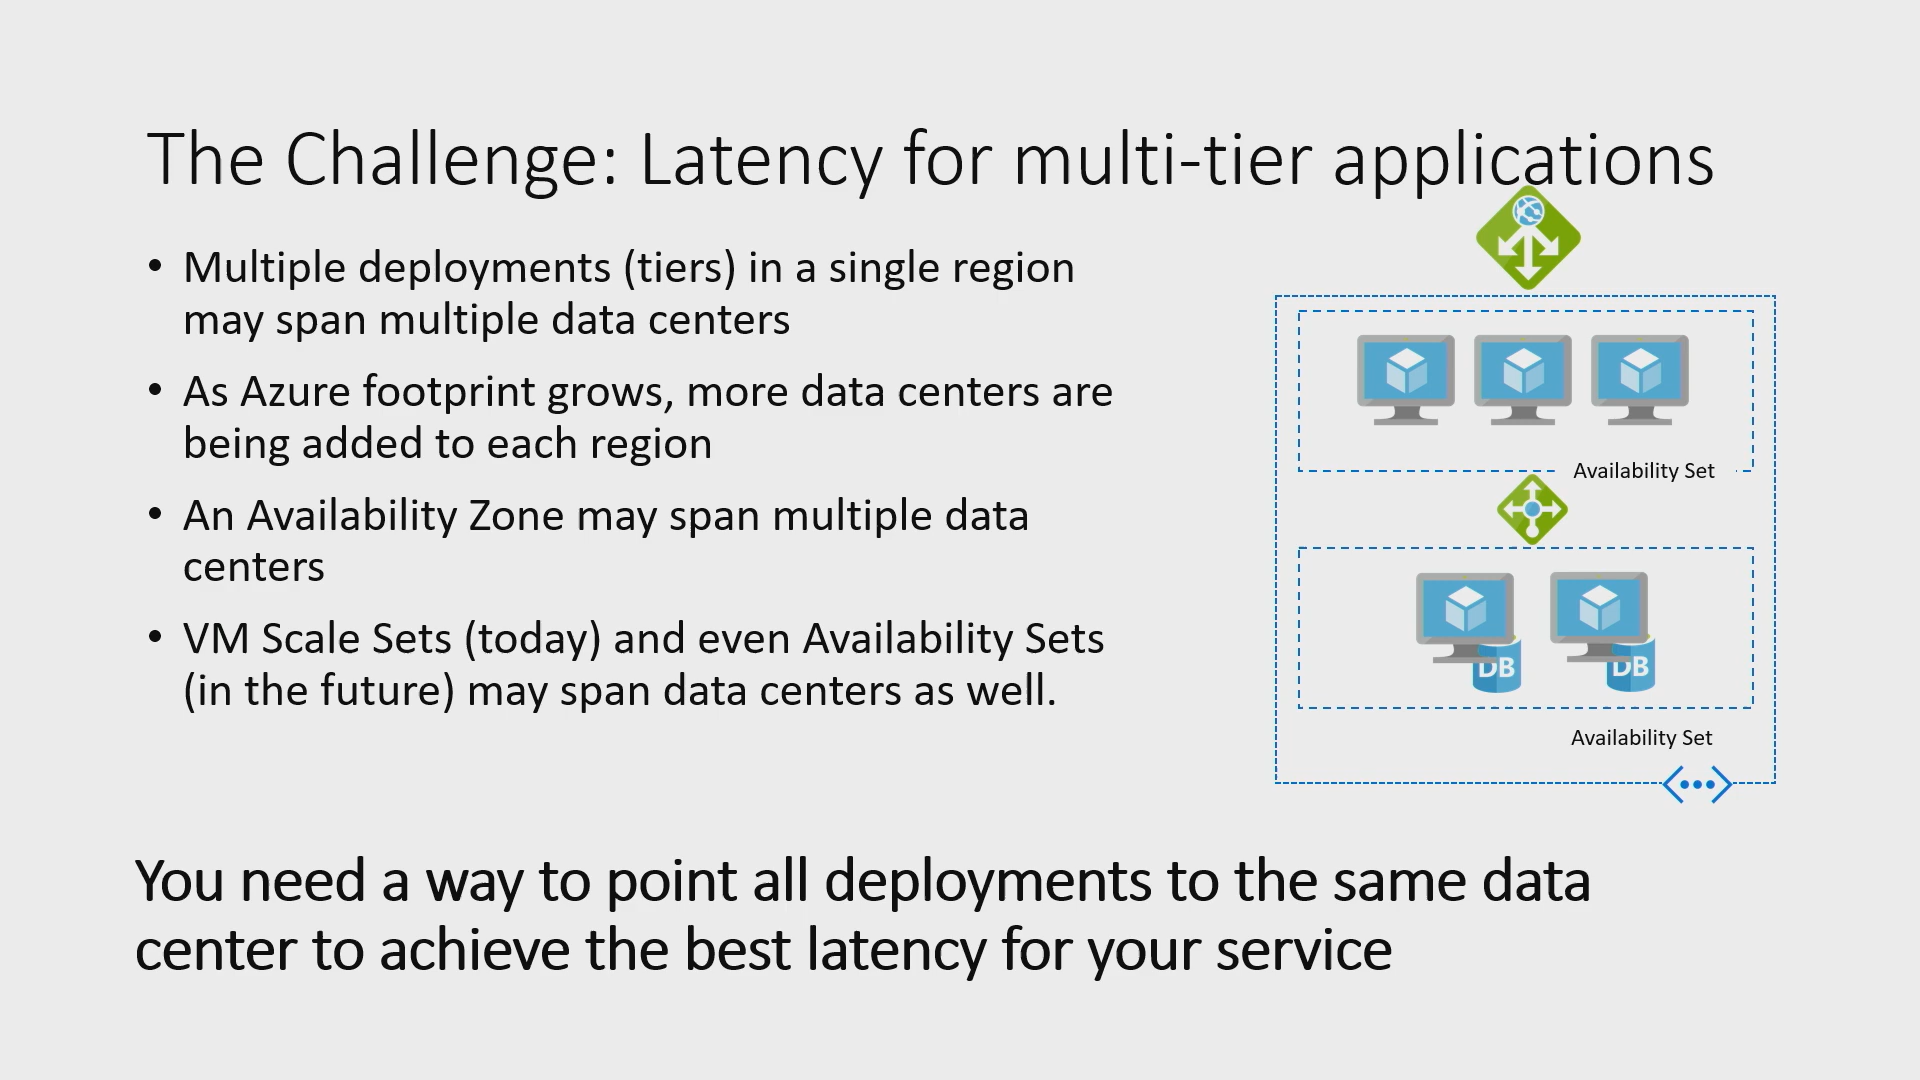 The Challenge: Latency for multi-tier applications
• Multiple deployments (tiers) in a single region
may span multiple data centers
• As Azure footprint grows, more data centers are
being added to each region
• An Availability Zone may span multiple data
centers
• VM Scale Sets (today) and even Availability Sets
(in the future) may span data centers as well.
Availability Set
DB
DB
Availability Set
You need a way to point all deployments to the same data
center to achieve the best latency for your service